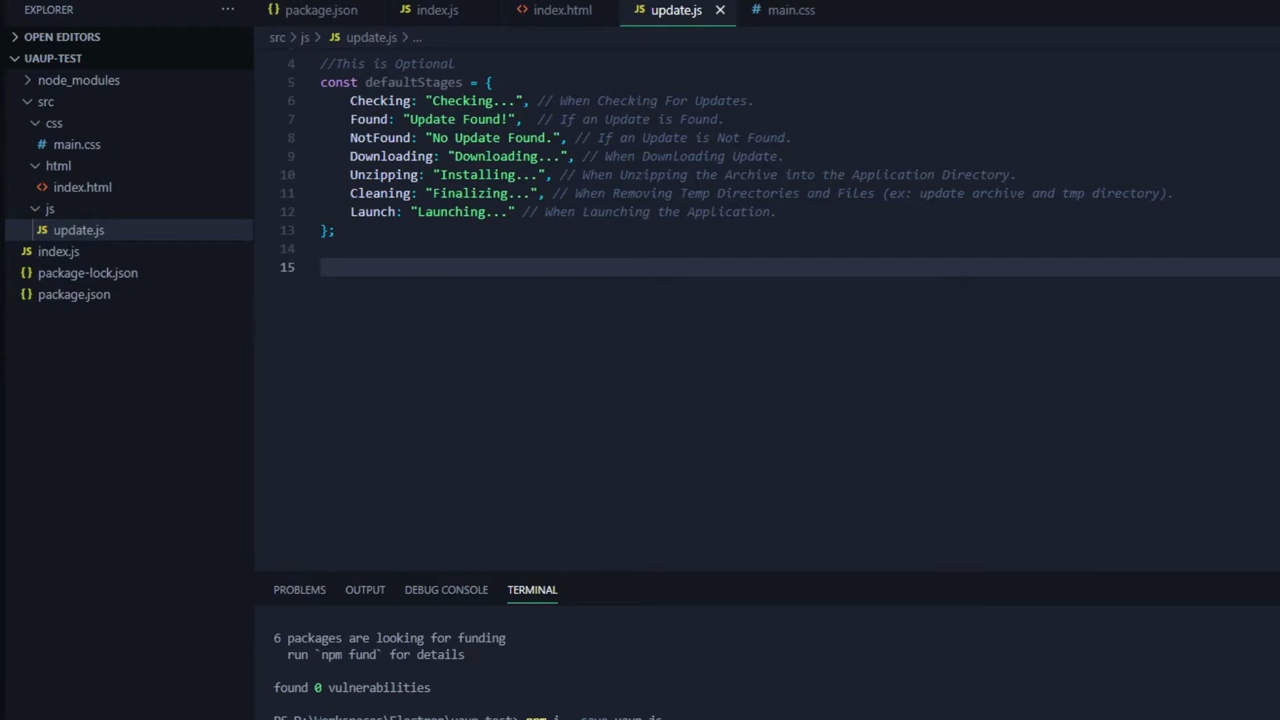 EXPLORER ···
package.json index.js index.html update.js main.css
OPEN EDITORS
src > js > update.js > ...
UAUP-TEST
node_modules
src
css
main.css
html
index.html
js
update.js
index.js
package-lock.json
package.json
4 //This is Optional
5 const defaultStages = {
6 Checking: "Checking...", // When Checking For Updates.
7 Found: "Update Found!", // If an Update is Found.
8 NotFound: "No Update Found.", // If an Update is Not Found.
9 Downloading: "Downloading...", // When Downloading Update.
10 Unzipping: "Installing...", // When Unzipping the Archive into the Application Directory.
11 Cleaning: "Finalizing...", // When Removing Temp Directories and Files (ex: update archive and tmp directory).
12 Launch: "Launching..." // When Launching the Application.
13 };
14
15
PROBLEMS OUTPUT DEBUG CONSOLE TERMINAL
6 packages are looking for funding
run `npm fund` for details
found 0 vulnerabilities